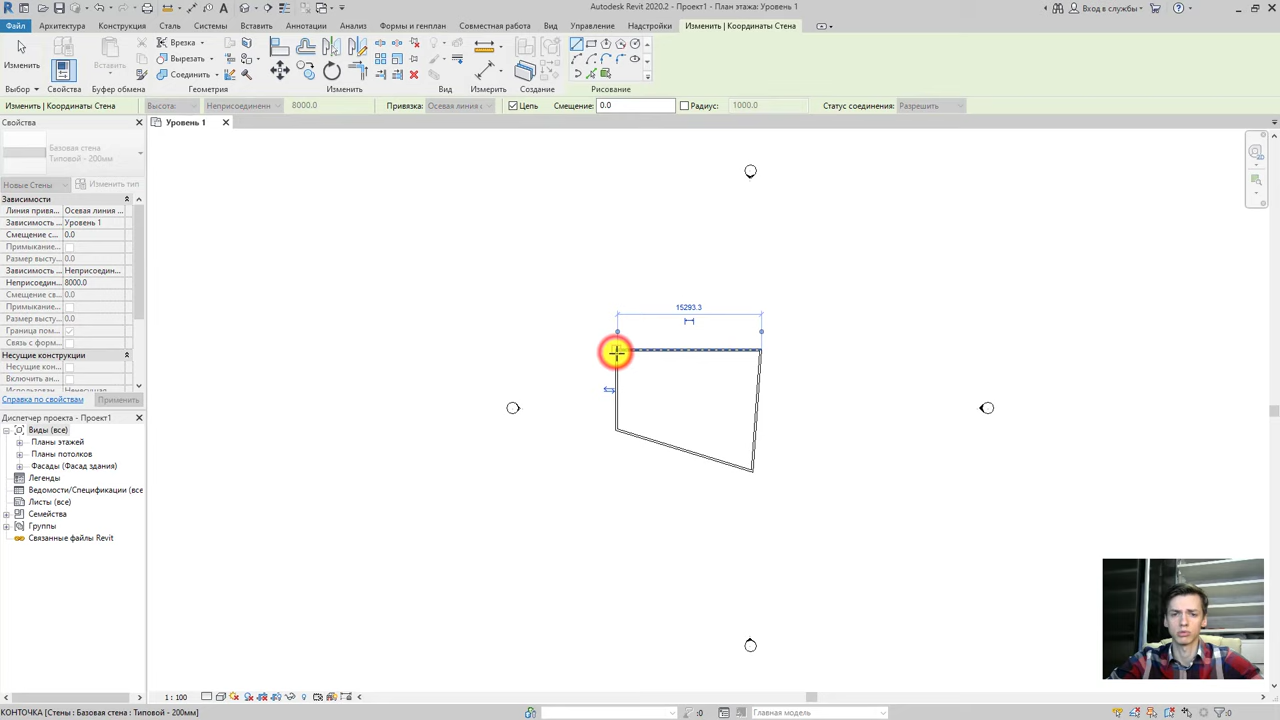 Autodesk Revit 2020.2 - Проект1 - План этажа: Уровень 1
Вход в службы
Файл Архитектура Конструкция Сталь Системы Вставить Аннотации Анализ Формы и генплан Совместная работа Вид Управление Надстройки Изменить | Координаты Стена
Врезка
Вырезать
Соединить
Изменить
Вставить
Выбор Свойства Буфер обмена Геометрия Изменить Вид Измерить Создание Рисование
Изменить | Координаты Стена Высота: Неприсоединенн 8000.0 Привязка: Осевая линия с Цепь Смещение: 0.0 Радиус: 1000.0 Статус соединения: Разрешить
Свойства
Уровень 1
Базовая стена
Типовой - 200мм
Новые Стены Изменить тип
Зависимости
Линия привя... Осевая линия ...
Зависимость ... Уровень 1
Смещение с... 0.0
Примыкание...
Размер высту... 0.0
Зависимость ... Неприсоедин...
Неприсоедин... 8000.0
Смещение св... 0.0
Примыкание...
Размер высту... 0.0
Граница пом...
Связь с форм...
Несущие конструкции
Несущие кон...
Включить ан...
Использован... Ненесущая
Справка по свойствам Применить
Диспетчер проекта - Проект1
Виды (все)
Планы этажей
Планы потолков
Фасады (Фасад здания)
Легенды
Ведомости/Спецификации (все
Листы (все)
Семейства
Группы
Связанные файлы Revit
15293.3
1 : 100
КОНТОЧКА [Стены : Базовая стена : Типовой - 200мм]
:0
Главная модель
:0